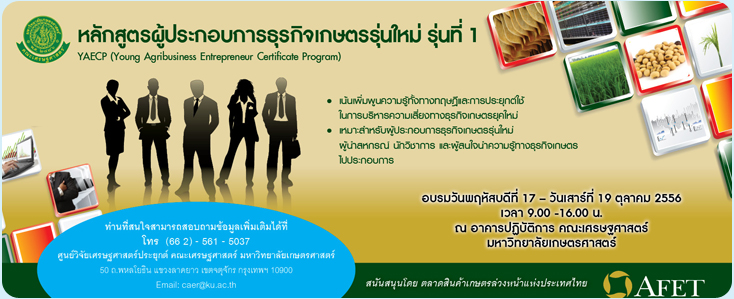 หลักสูตรผู้ประกอบการธุรกิจเกษตรรุ่นใหม่ รุ่นที่ 1
YAECP (Young Agribusiness Entrepreneur Certificate Program)
• เน้นเพิ่มพูนความรู้ทั้งทางทฤษฎีและการประยุกต์ใช้
ในการบริหารความเสี่ยงทางธุรกิจเกษตรยุคใหม่
• เหมาะสำหรับผู้ประกอบการธุรกิจเกษตรรุ่นใหม่
ผู้นำสหกรณ์ นักวิชาการ และผู้สนใจนำความรู้ทางธุรกิจเกษตร
ไปประกอบการ
อบรมวันพฤหัสบดีที่ 17 – วันเสาร์ที่ 19 ตุลาคม 2556
เวลา 9.00 -16.00 น.
ณ อาคารปฏิบัติการ คณะเศรษฐศาสตร์
มหาวิทยาลัยเกษตรศาสตร์
ท่านที่สนใจสามารถสอบถามข้อมูลเพิ่มเติมได้ที่
โทร (66 2) - 561 - 5037
ศูนย์วิจัยเศรษฐศาสตร์ประยุกต์ คณะเศรษฐศาสตร์ มหาวิทยาลัยเกษตรศาสตร์
50 ถ.พหลโยธิน แขวงลาดยาว เขตจตุจักร กรุงเทพฯ 10900
Email: caer@ku.ac.th
สนับสนุนโดย ตลาดสินค้าเกษตรล่วงหน้าแห่งประเทศไทย
AFET